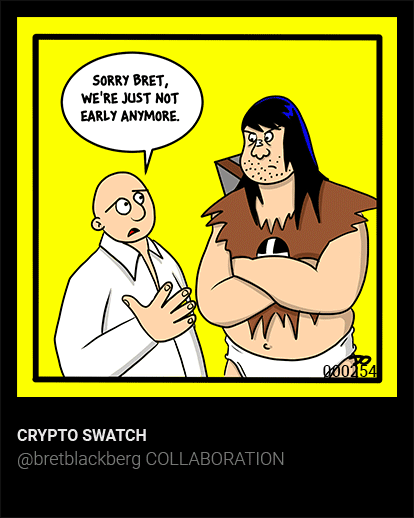 SORRY BRET,
WE'RE JUST NOT
EARLY ANYMORE.
000254
CRYPTO SWATCH
@bretblackberg COLLABORATION